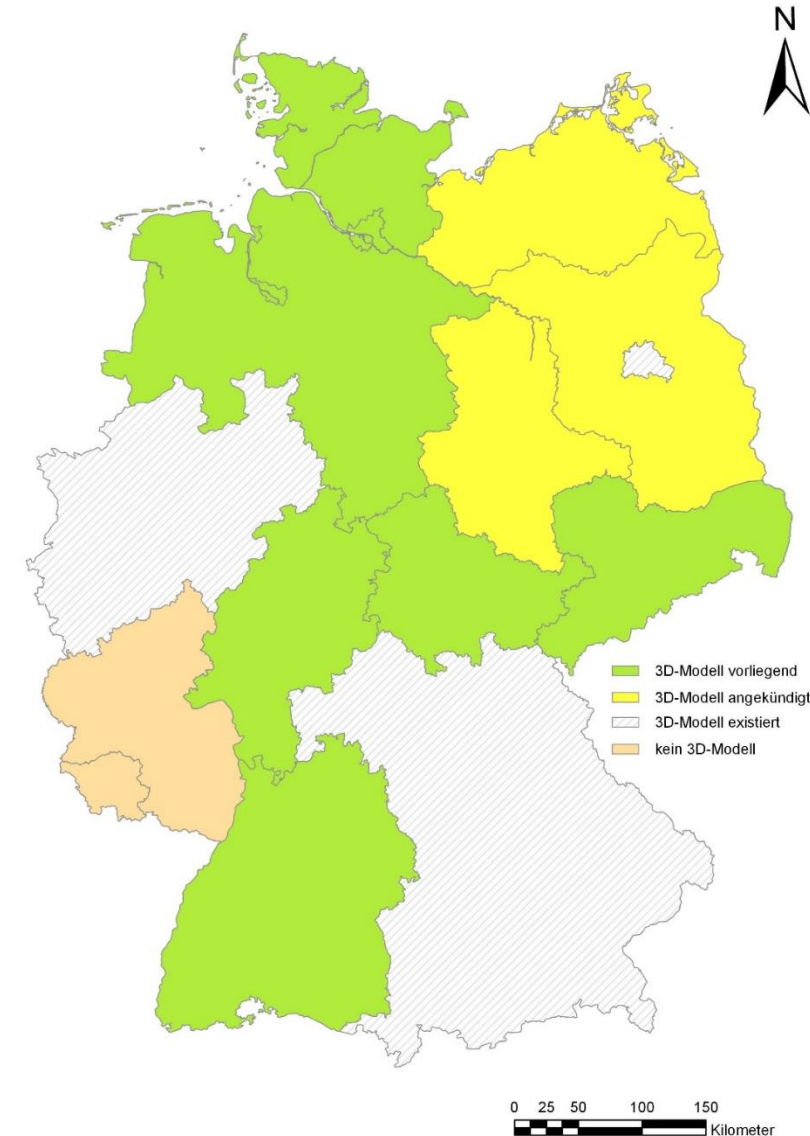 N
3D-Modell vorliegend
3D-Modell angekündigt
3D-Modell existiert
kein 3D-Modell
0 25 50 100 150
Kilometer